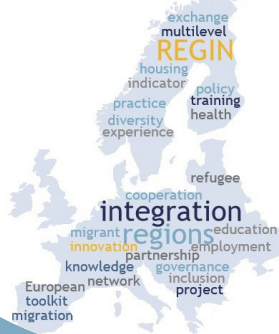 exchange
multilevel
REGIN
housing
indicator
policy
practice
training
diversity
health
experience
refugee
cooperation
integration
migrant regions education
innovation
employment
partnership
knowledge governance
network inclusion
European
project
toolkit
migration